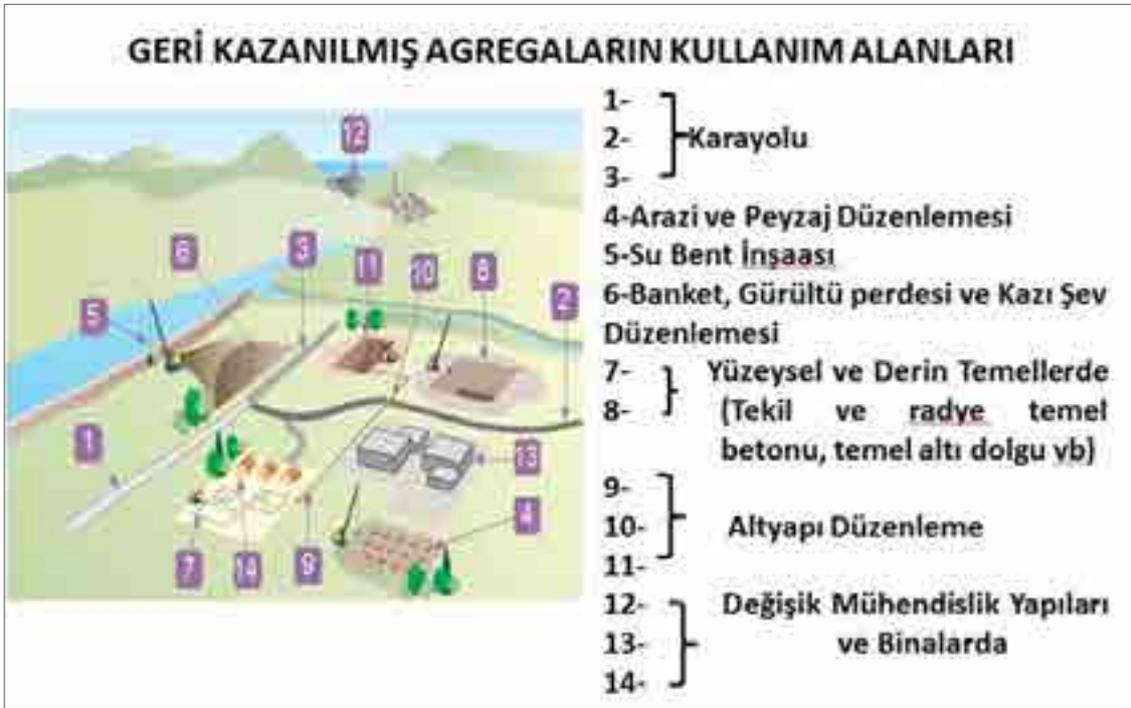 GERİ KAZANILMIŞ AGREGALARIN KULLANIM ALANLARI
1-
2- Karayolu
3-
4-Arazi ve Peyzaj Düzenlemesi
5-Su Bent İnşaası
6-Banket, Gürültü perdesi ve Kazı Şev
Düzenlemesi
7- Yüzeysel ve Derin Temellerde
8- (Tekil ve radye temel
betonu, temel altı dolgu vb)
9-
10- Altyapı Düzenleme
11-
12- Değişik Mühendislik Yapıları
13- ve Binalarda
14-
12
6 3 11 10 8 2
5
1
13
4
7 14 9